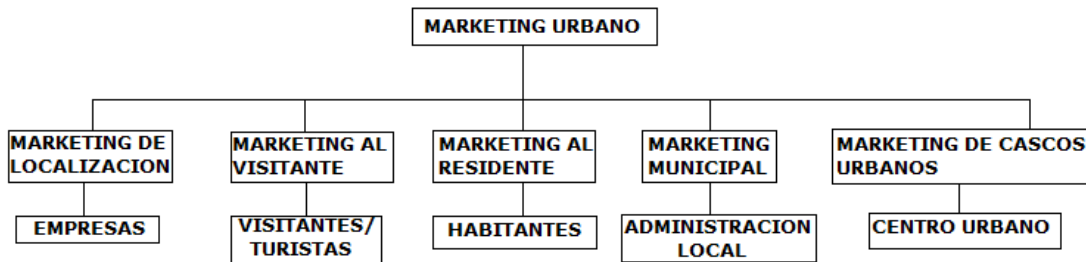 MARKETING URBANO
MARKETING DE
LOCALIZACION
MARKETING AL
VISITANTE
MARKETING AL
RESIDENTE
MARKETING
MUNICIPAL
MARKETING DE CASCOS
URBANOS
EMPRESAS
VISITANTES/
TURISTAS
HABITANTES
ADMINISTRACION
LOCAL
CENTRO URBANO